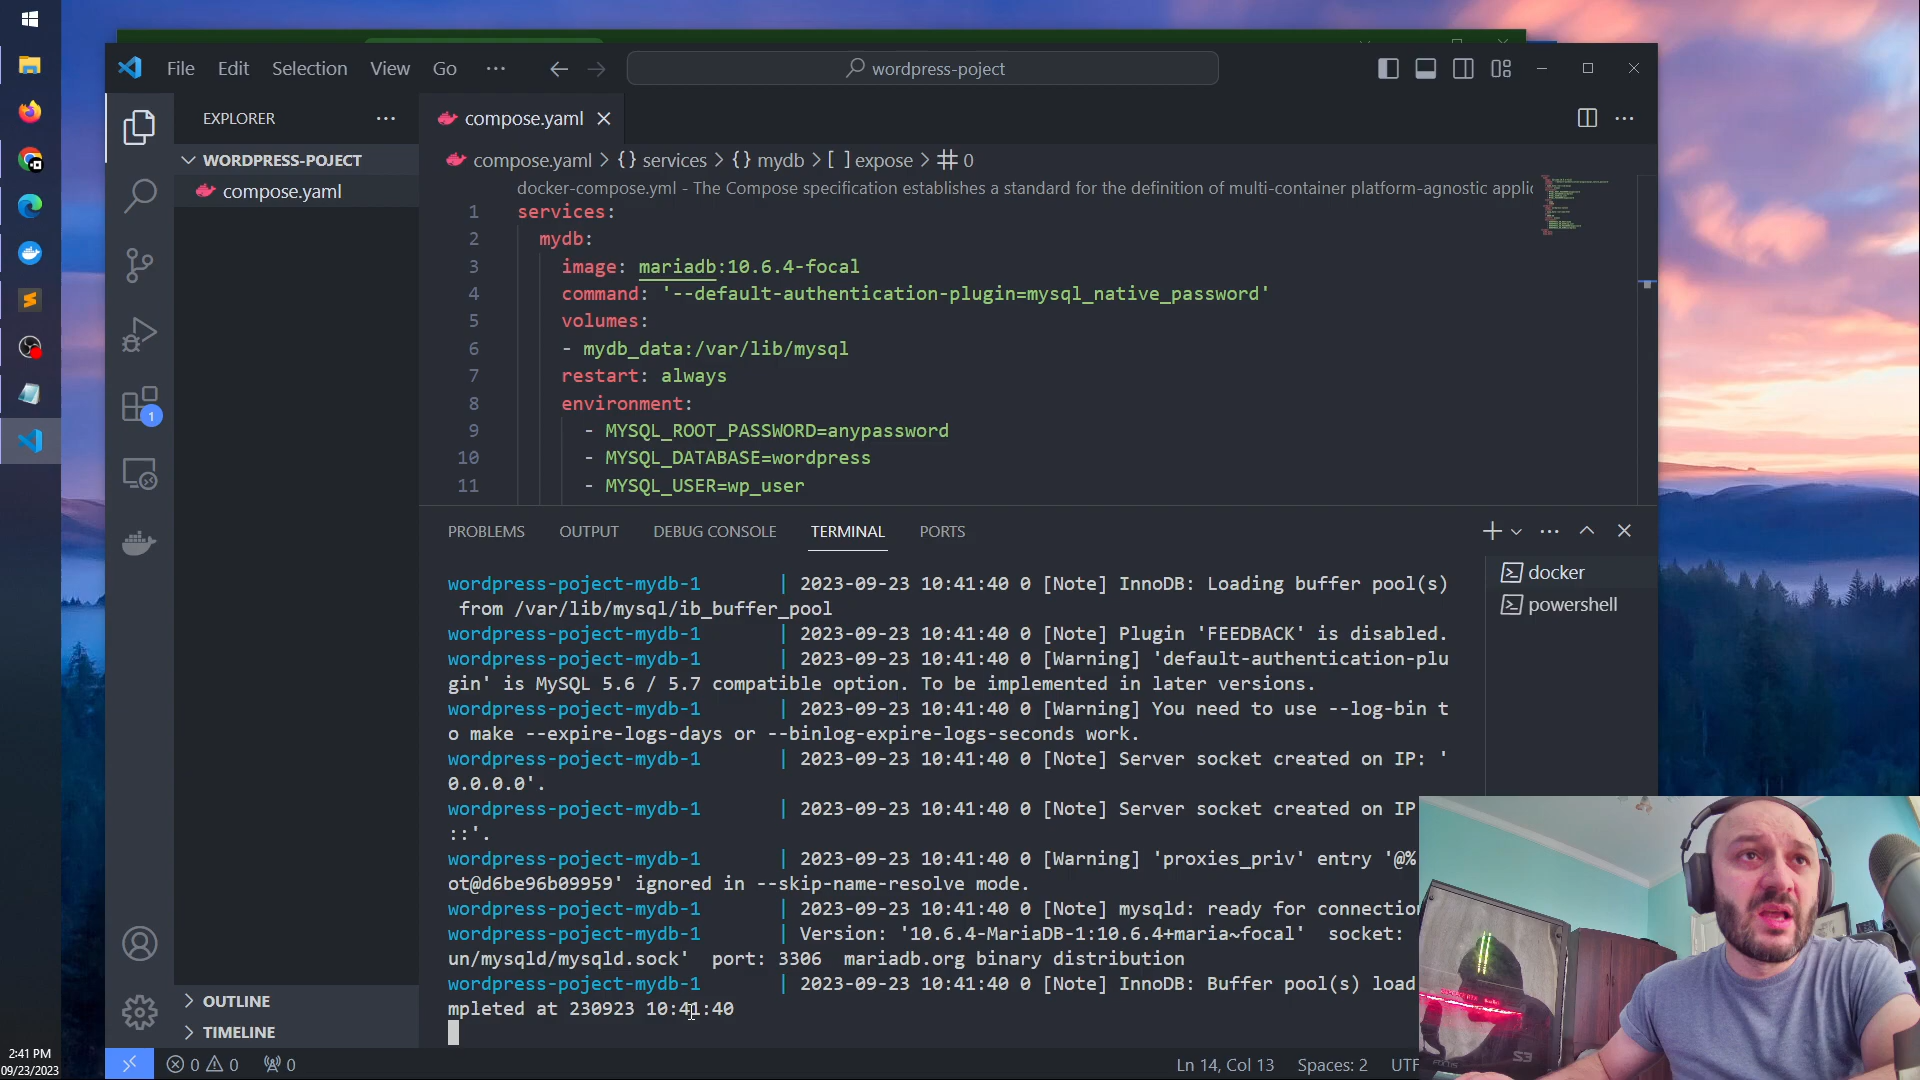 File Edit Selection View Go ··· wordpress-poject
EXPLORER ···
compose.yaml
WORDPRESS-POJECT
compose.yaml
compose.yaml > {} services > {} mydb > [ ] expose > # 0
docker-compose.yml - The Compose specification establishes a standard for the definition of multi-container platform-agnostic applic
1 services:
2 mydb:
3 image: mariadb:10.6.4-focal
4 command: '--default-authentication-plugin=mysql_native_password'
5 volumes:
6 - mydb_data:/var/lib/mysql
7 restart: always
8 environment:
9 - MYSQL_ROOT_PASSWORD=anypassword
10 - MYSQL_DATABASE=wordpress
11 - MYSQL_USER=wp_user
1
PROBLEMS OUTPUT DEBUG CONSOLE TERMINAL PORTS
docker
powershell
wordpress-poject-mydb-1 | 2023-09-23 10:41:40 0 [Note] InnoDB: Loading buffer pool(s)
from /var/lib/mysql/ib_buffer_pool
wordpress-poject-mydb-1 | 2023-09-23 10:41:40 0 [Note] Plugin 'FEEDBACK' is disabled.
wordpress-poject-mydb-1 | 2023-09-23 10:41:40 0 [Warning] 'default-authentication-plu
gin' is MySQL 5.6 / 5.7 compatible option. To be implemented in later versions.
wordpress-poject-mydb-1 | 2023-09-23 10:41:40 0 [Warning] You need to use --log-bin t
o make --expire-logs-days or --binlog-expire-logs-seconds work.
wordpress-poject-mydb-1 | 2023-09-23 10:41:40 0 [Note] Server socket created on IP: '
0.0.0.0'.
wordpress-poject-mydb-1 | 2023-09-23 10:41:40 0 [Note] Server socket created on IP
::'.
wordpress-poject-mydb-1 | 2023-09-23 10:41:40 0 [Warning] 'proxies_priv' entry '@%
ot@d6be96b09959' ignored in --skip-name-resolve mode.
wordpress-poject-mydb-1 | 2023-09-23 10:41:40 0 [Note] mysqld: ready for connection
wordpress-poject-mydb-1 | Version: '10.6.4-MariaDB-1:10.6.4+maria~focal' socket:
un/mysqld/mysqld.sock' port: 3306 mariadb.org binary distribution
wordpress-poject-mydb-1 | 2023-09-23 10:41:40 0 [Note] InnoDB: Buffer pool(s) load
mpleted at 230923 10:41:40
OUTLINE
TIMELINE
0 0 0
Ln 14, Col 13 Spaces: 2 UTF
2:41 PM
09/23/2023
S3